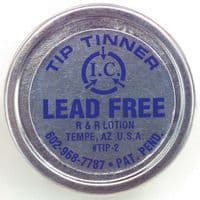 TIP TINNER
I.C.
LEAD FREE
R & R LOTION
TEMPE, AZ U.S.A.
#TIP-2
602-968-7787 • PAT. PEND.